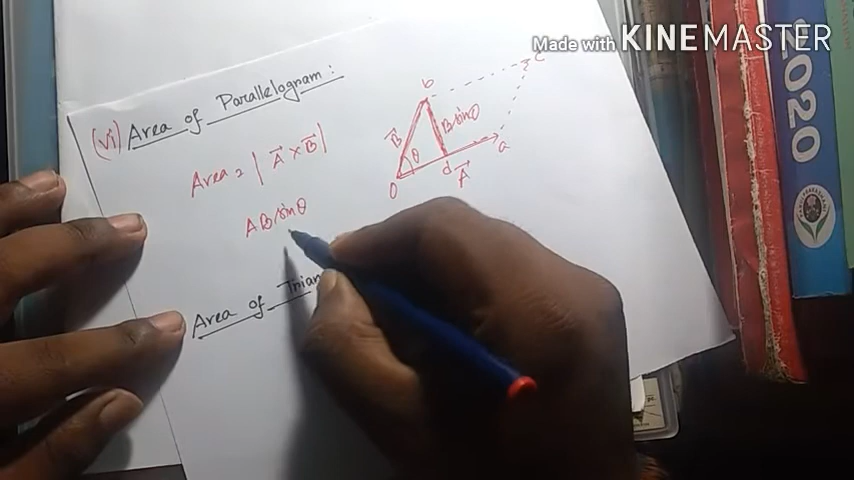 Made with KINEMASTER
2020
(vi) Area of Parallelogram:
Area = | A⃗ × B⃗ |
AB sinθ
Area of
b
c
B⃗
B sinθ
θ
a
o
d
A⃗